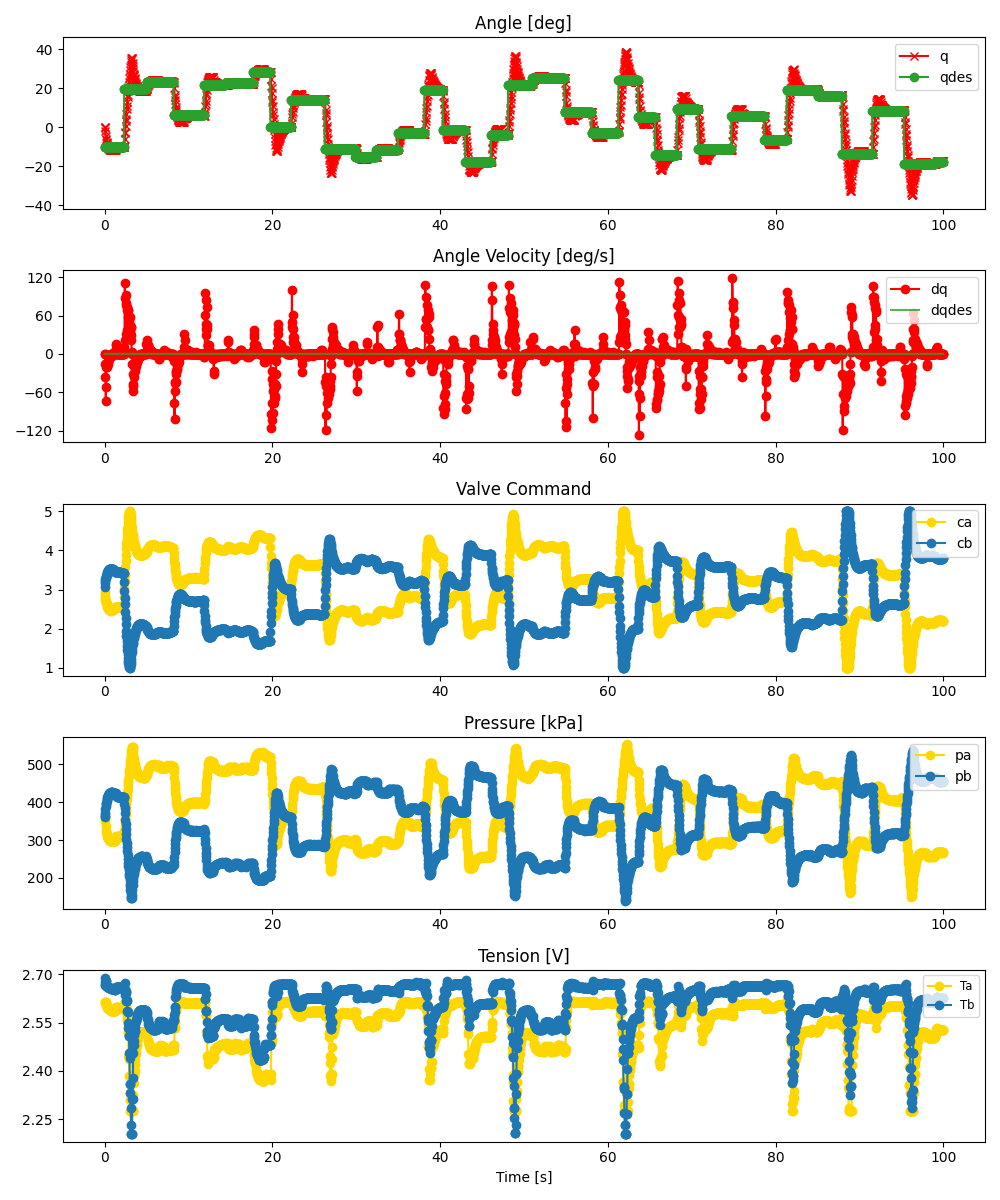 Angle [deg]
40
20
0
−20
−40
q
qdes
0 20 40 60 80 100
Angle Velocity [deg/s]
120
60
0
−60
−120
dq
dqdes
0 20 40 60 80 100
Valve Command
5
4
3
2
1
ca
cb
0 20 40 60 80 100
Pressure [kPa]
500
400
300
200
pa
pb
0 20 40 60 80 100
Tension [V]
2.70
2.55
2.40
2.25
Ta
Tb
0 20 40 60 80 100
Time [s]